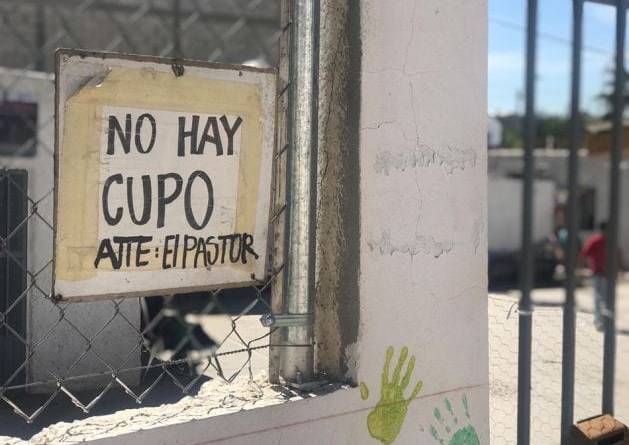 NO HAY
CUPO
ATTE: El PASTOR